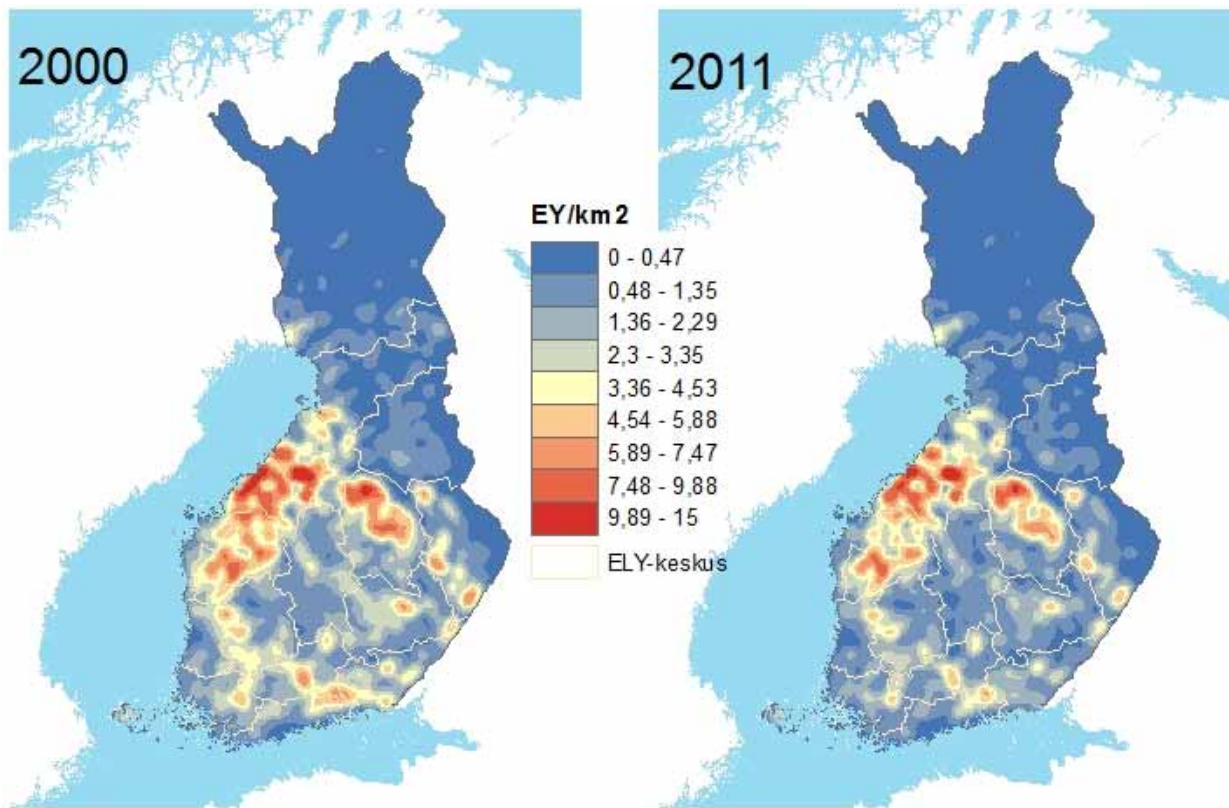 2000
2011
EY/km2
0 - 0,47
0,48 - 1,35
1,36 - 2,29
2,3 - 3,35
3,36 - 4,53
4,54 - 5,88
5,89 - 7,47
7,48 - 9,88
9,89 - 15
ELY-keskus